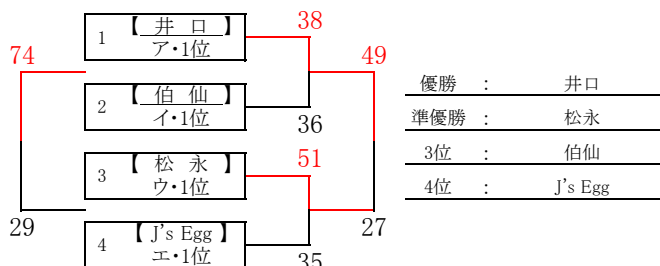 74
38
49
1
【 井 口 】
ア・1位
優勝 : 井口
2
【 伯 仙 】
イ・1位
36
準優勝 : 松永
3
【 松 永 】
ウ・1位
51
3位 : 伯仙
4位 : J's Egg
29
27
4
【 J's Egg 】
エ・1位
35